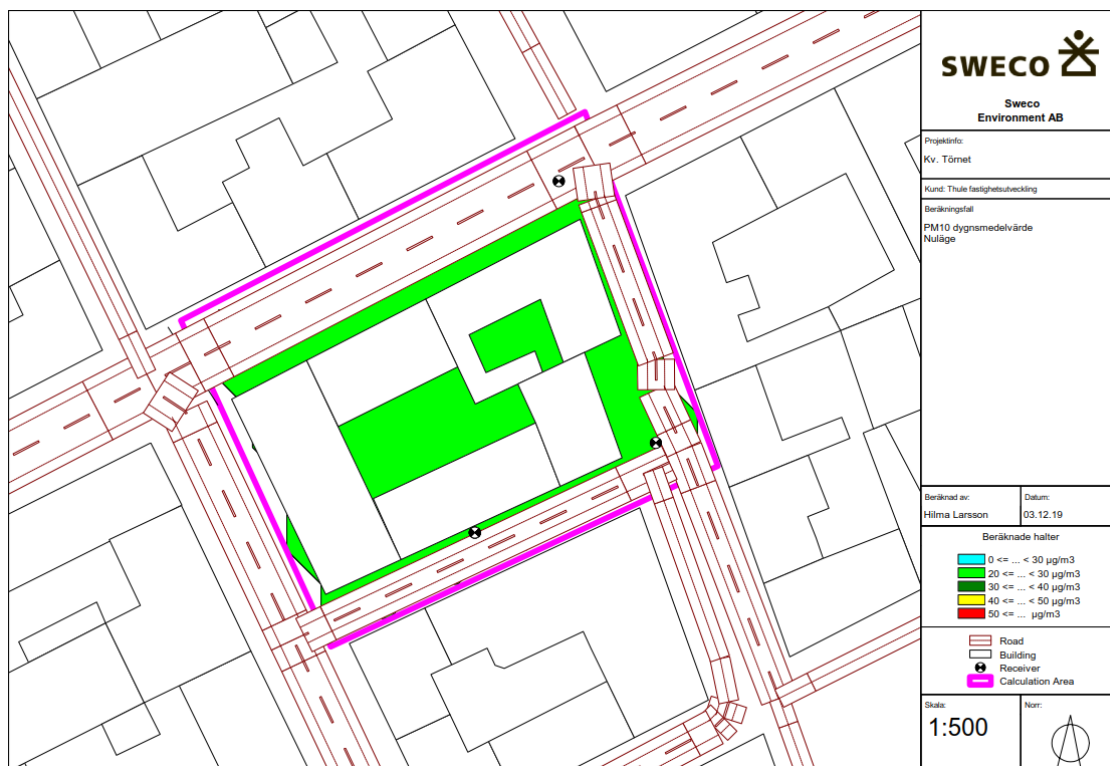 SWECO
Sweco
Environment AB
Projektinfo:
Kv. Törnet
Kund: Thule fastighetsutveckling
Beräkningsfall
PM10 dygnsmedelvärde
Nuläge
Beräknad av:
Hilma Larsson
Datum:
03.12.19
Beräknade halter
0 <= ... < 30 µg/m3
20 <= ... < 30 µg/m3
30 <= ... < 40 µg/m3
40 <= ... < 50 µg/m3
50 <= ... µg/m3
Road
Building
Receiver
Calculation Area
Skala:
1:500
Norr: